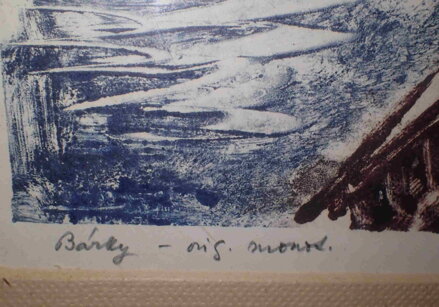 Bárky - orig. monot.